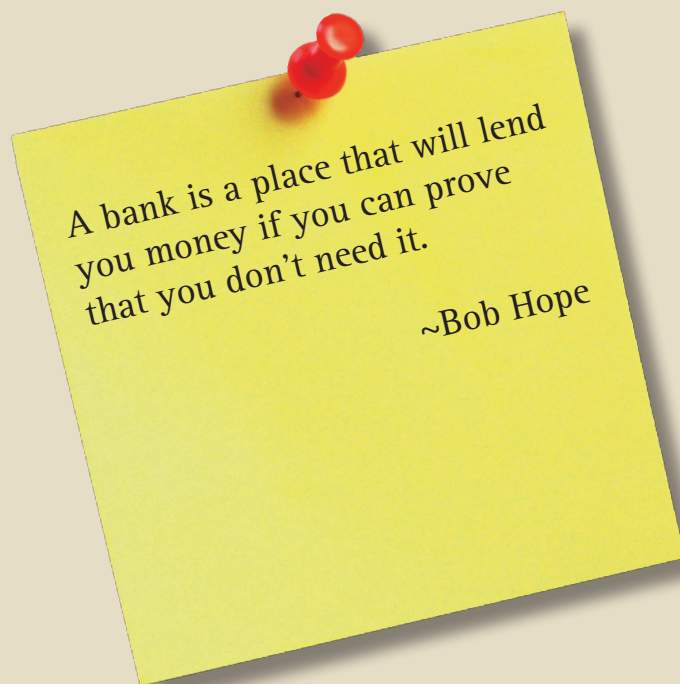 A bank is a place that will lend
you money if you can prove
that you don’t need it.
~Bob Hope